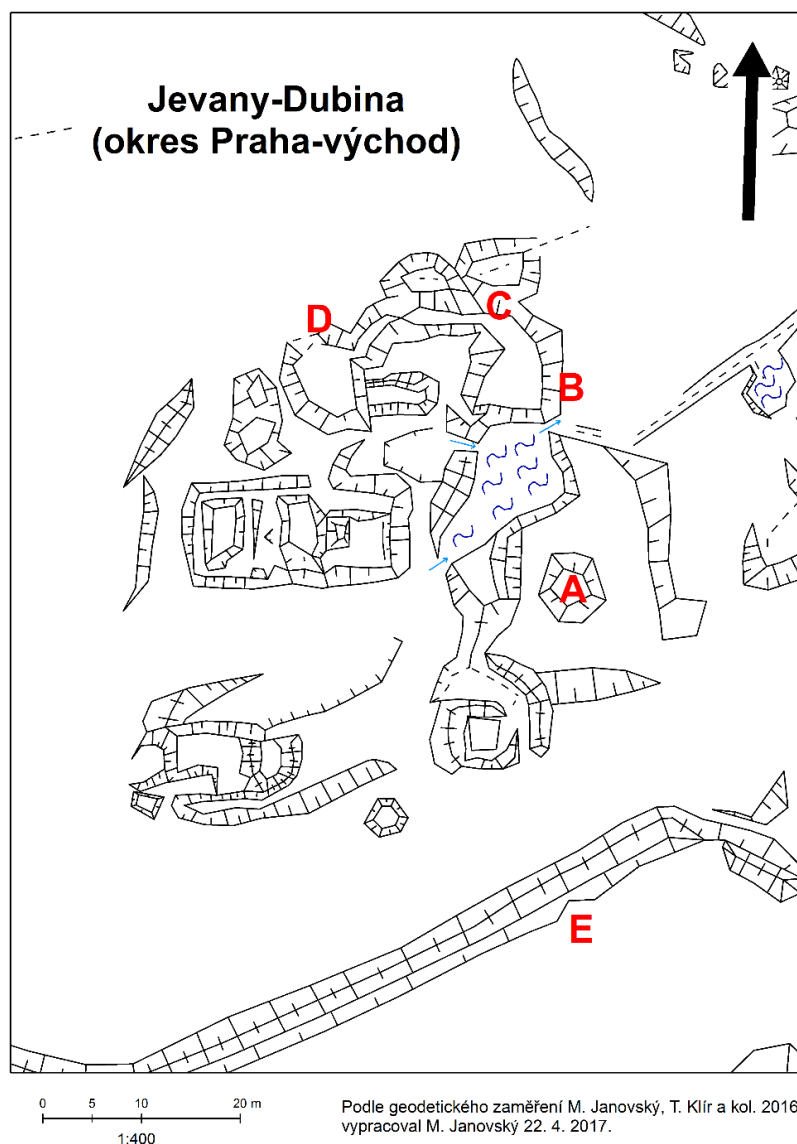 Jevany-Dubina
(okres Praha-východ)
C
D
B
A
E
0 5 10 20 m
1:400
Podle geodetického zaměření M. Janovský, T. Klír a kol. 2016
vypracoval M. Janovský 22. 4. 2017.